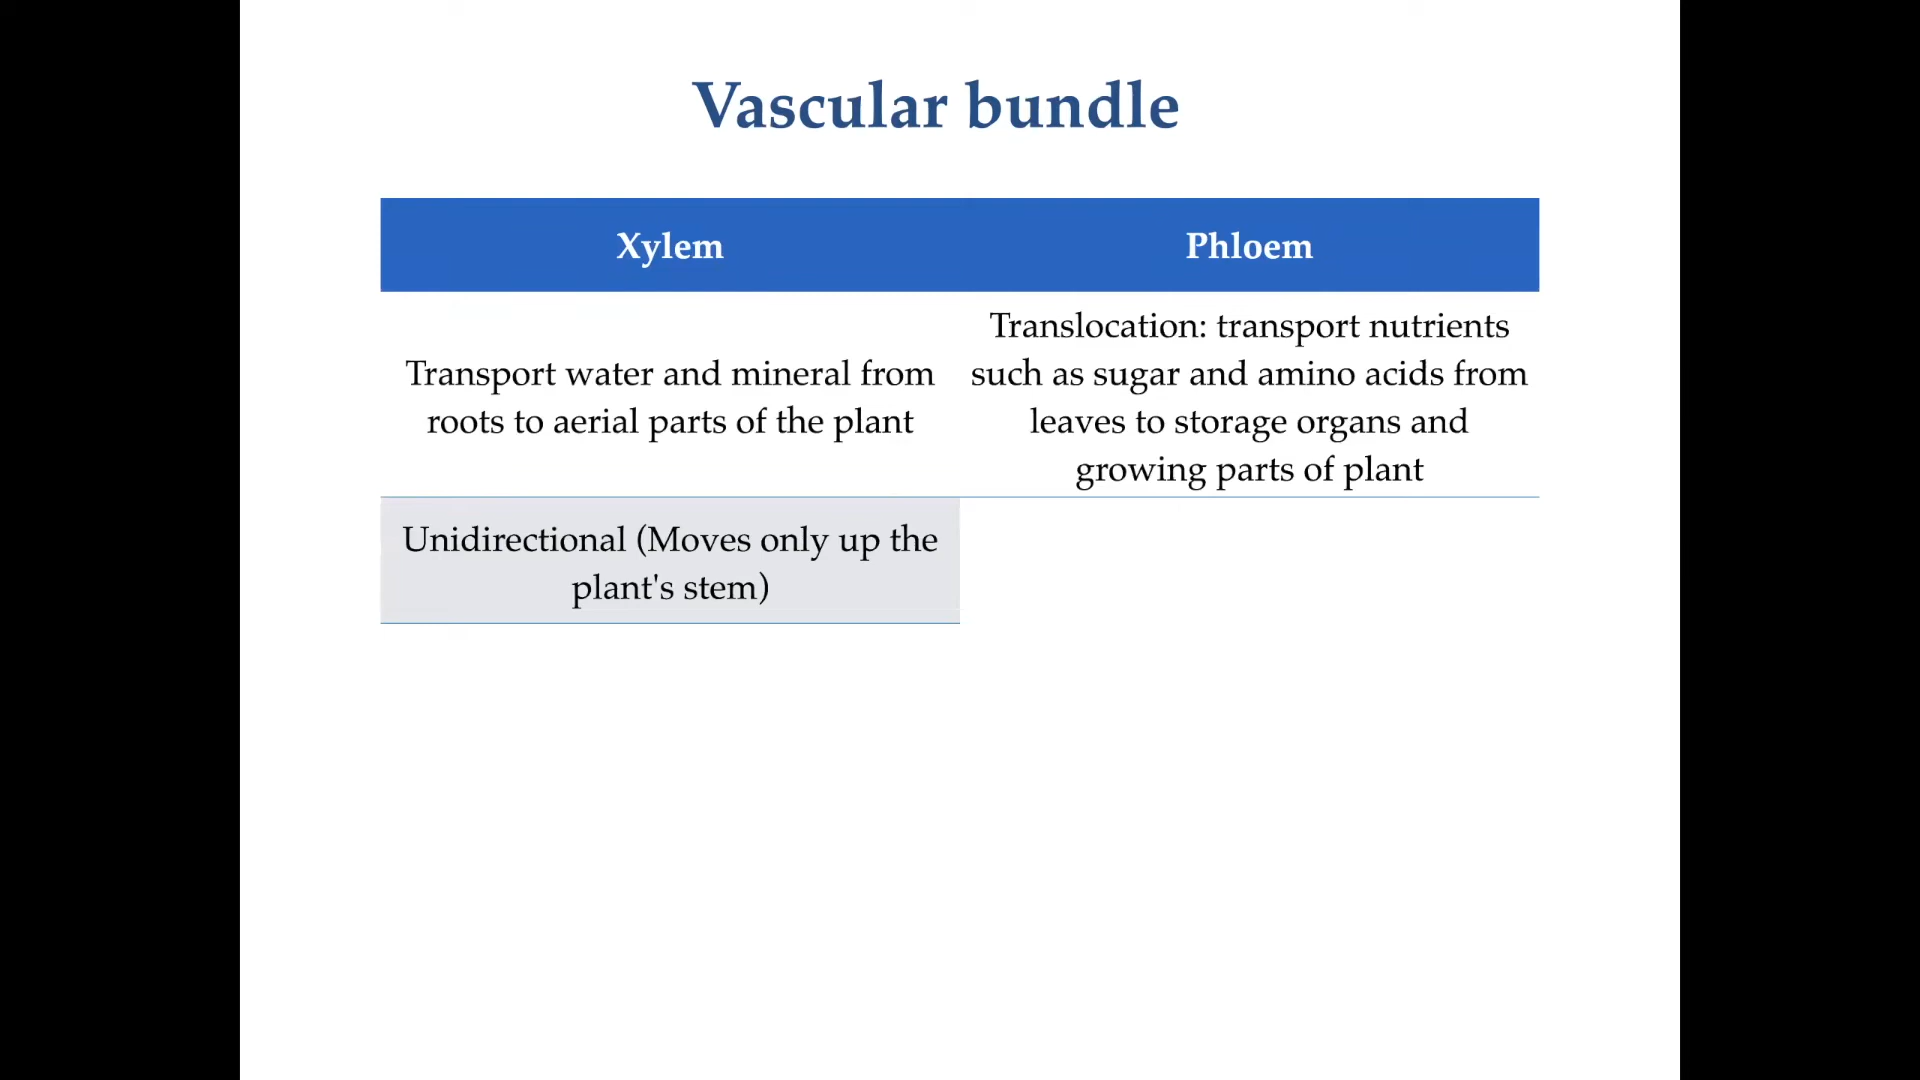 Vascular bundle
Xylem
Phloem
Transport water and mineral from
roots to aerial parts of the plant
Translocation: transport nutrients
such as sugar and amino acids from
leaves to storage organs and
growing parts of plant
Unidirectional (Moves only up the
plant's stem)